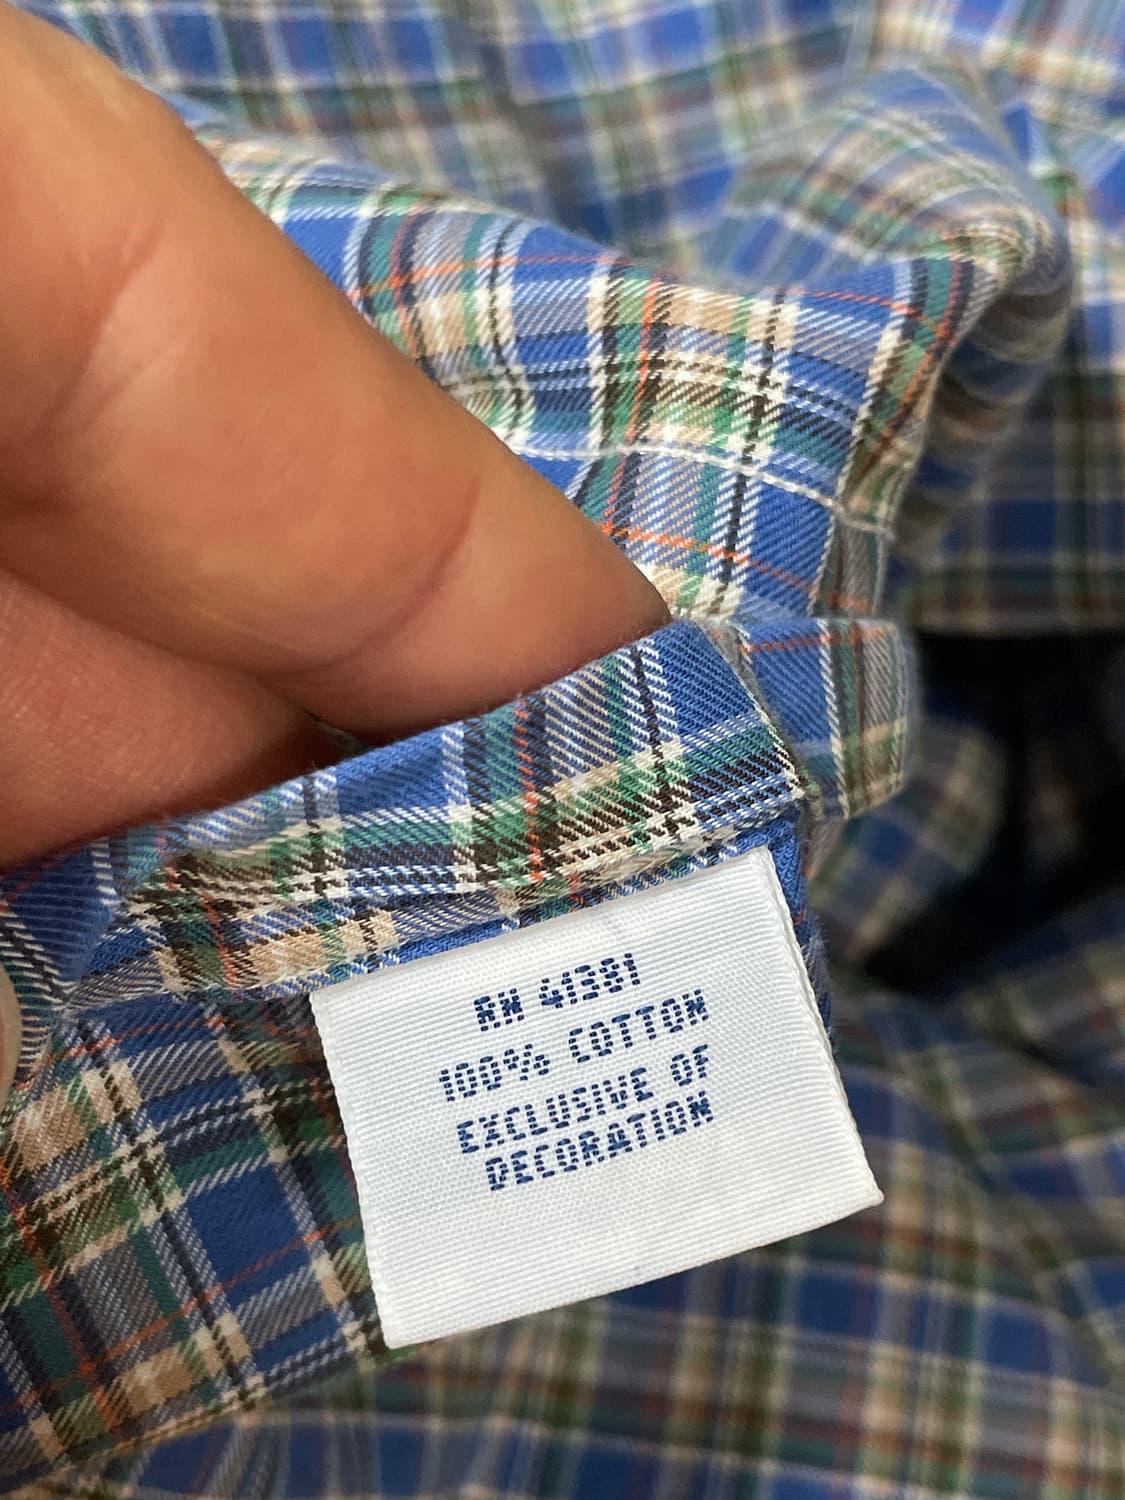 RN 41381
100% COTTON
EXCLUSIVE OF
DECORATION